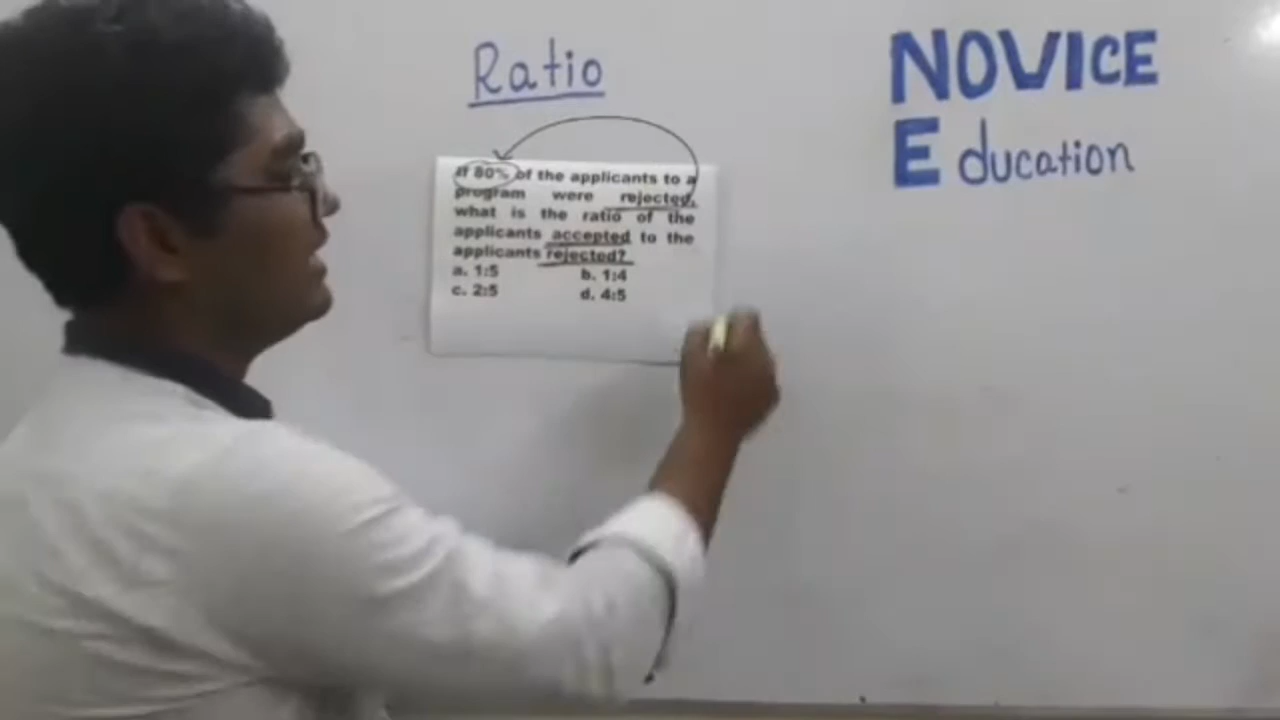 Ratio
NOVICE
Education
If 80% of the applicants to a
program were rejected,
what is the ratio of the
applicants accepted to the
applicants rejected?
a. 1:5 b. 1:4
c. 2:5 d. 4:5